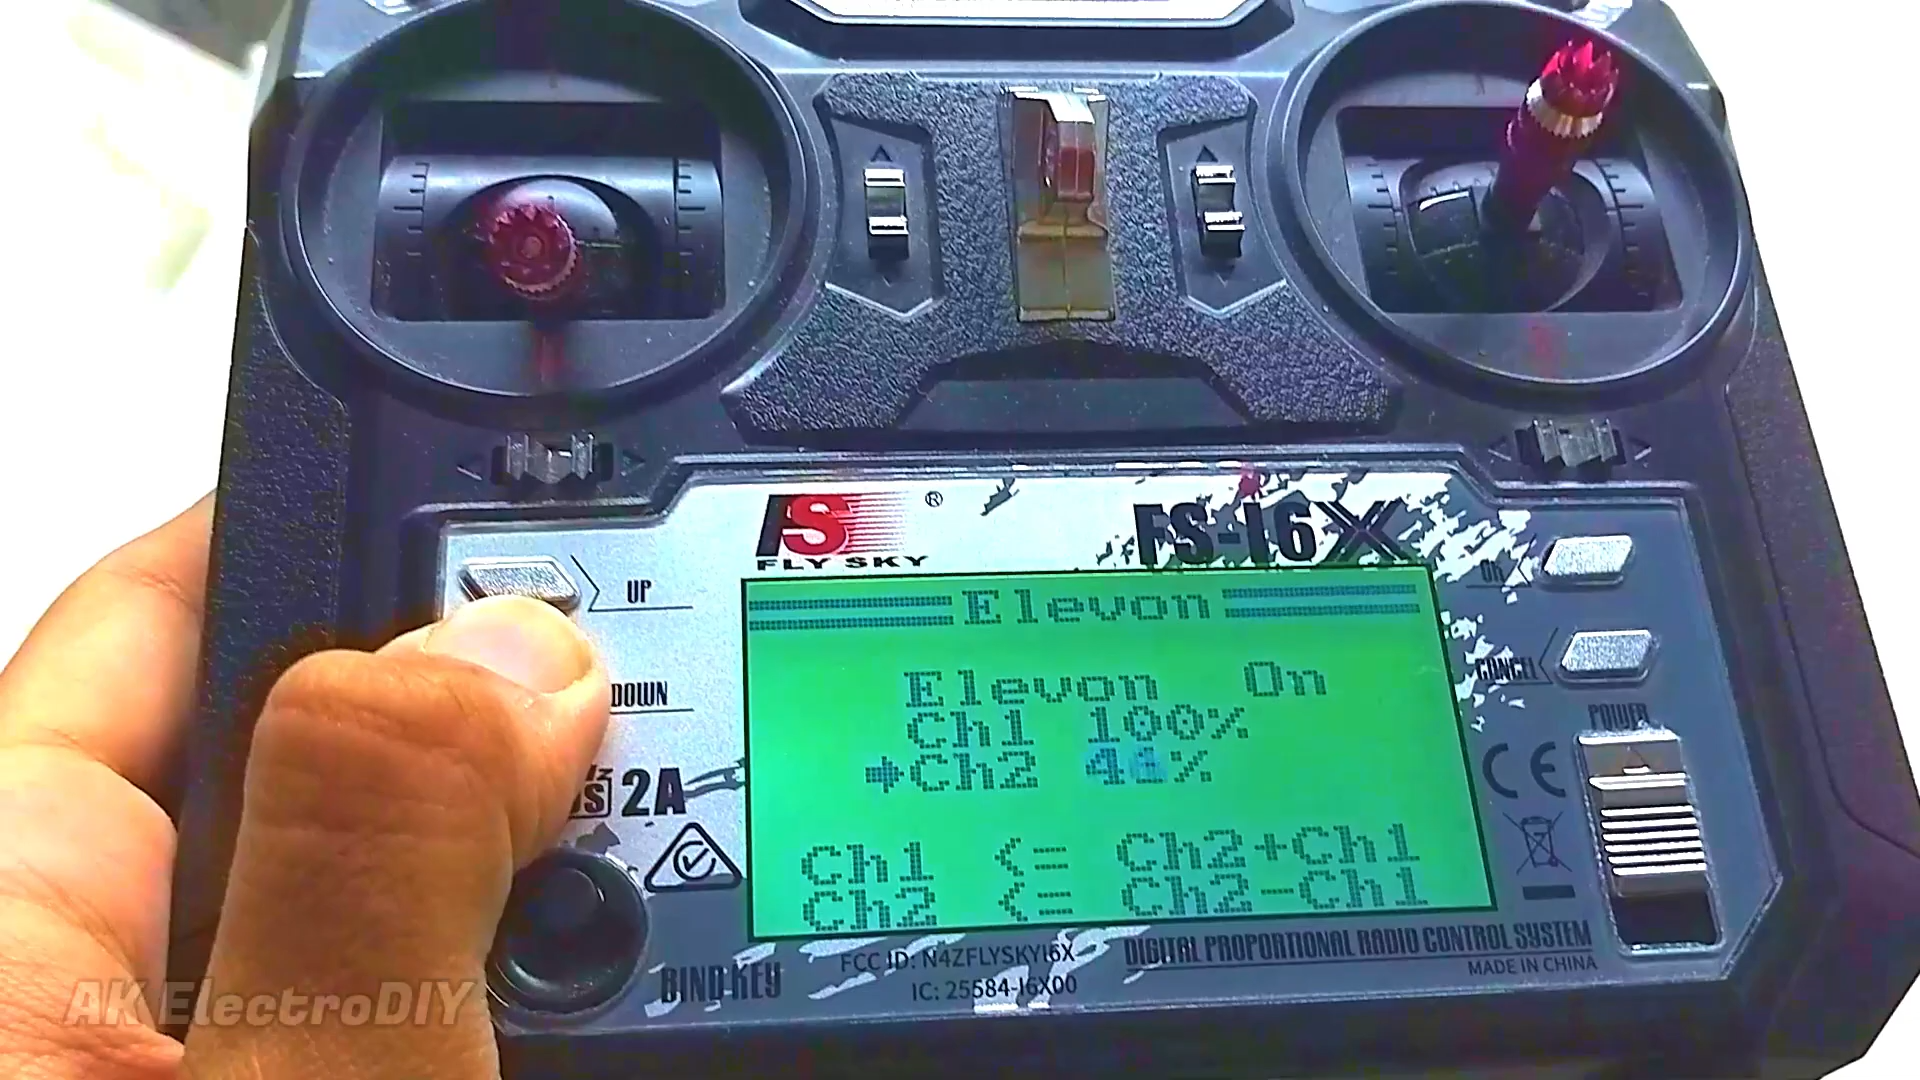 FS ®
FLY SKY
FS-I6X
UP
DOWN
OK
CANCEL
POWER
Elevon
Elevon On
Ch1 100%
Ch2 %
Ch1 <= Ch2+Ch1
Ch2 <= Ch2-Ch1
2A
CE
BIND KEY
FCC ID: N4ZFLYSKYI6X
IC: 25584-I6X00
DIGITAL PROPORTIONAL RADIO CONTROL SYSTEM
MADE IN CHINA
AK ElectroDIY